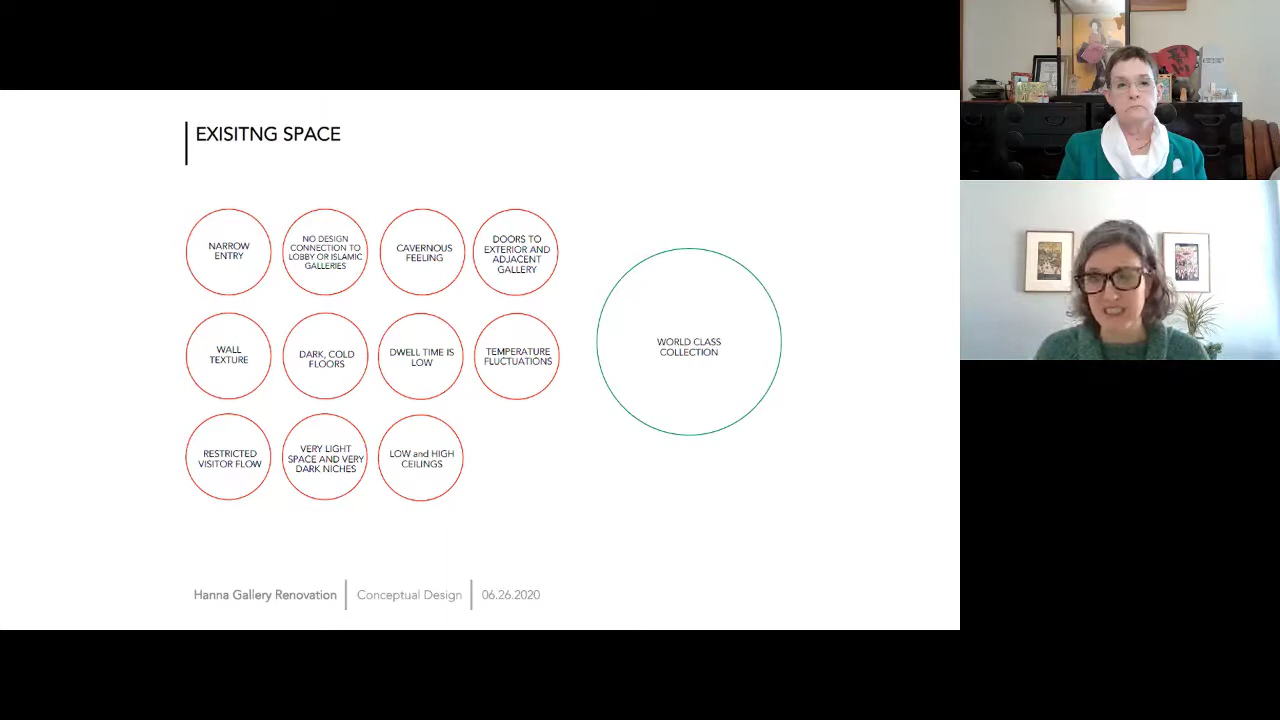 EXISITNG SPACE
NARROW
ENTRY
NO DESIGN
CONNECTION TO
LOBBY OR ISLAMIC
GALLERIES
CAVERNOUS
FEELING
DOORS TO
EXTERIOR AND
ADJACENT
GALLERY
WALL
TEXTURE
DARK, COLD
FLOORS
DWELL TIME IS
LOW
TEMPERATURE
FLUCTUATIONS
RESTRICTED
VISITOR FLOW
VERY LIGHT
SPACE AND VERY
DARK NICHES
LOW and HIGH
CEILINGS
WORLD CLASS
COLLECTION
Hanna Gallery Renovation
Conceptual Design
06.26.2020